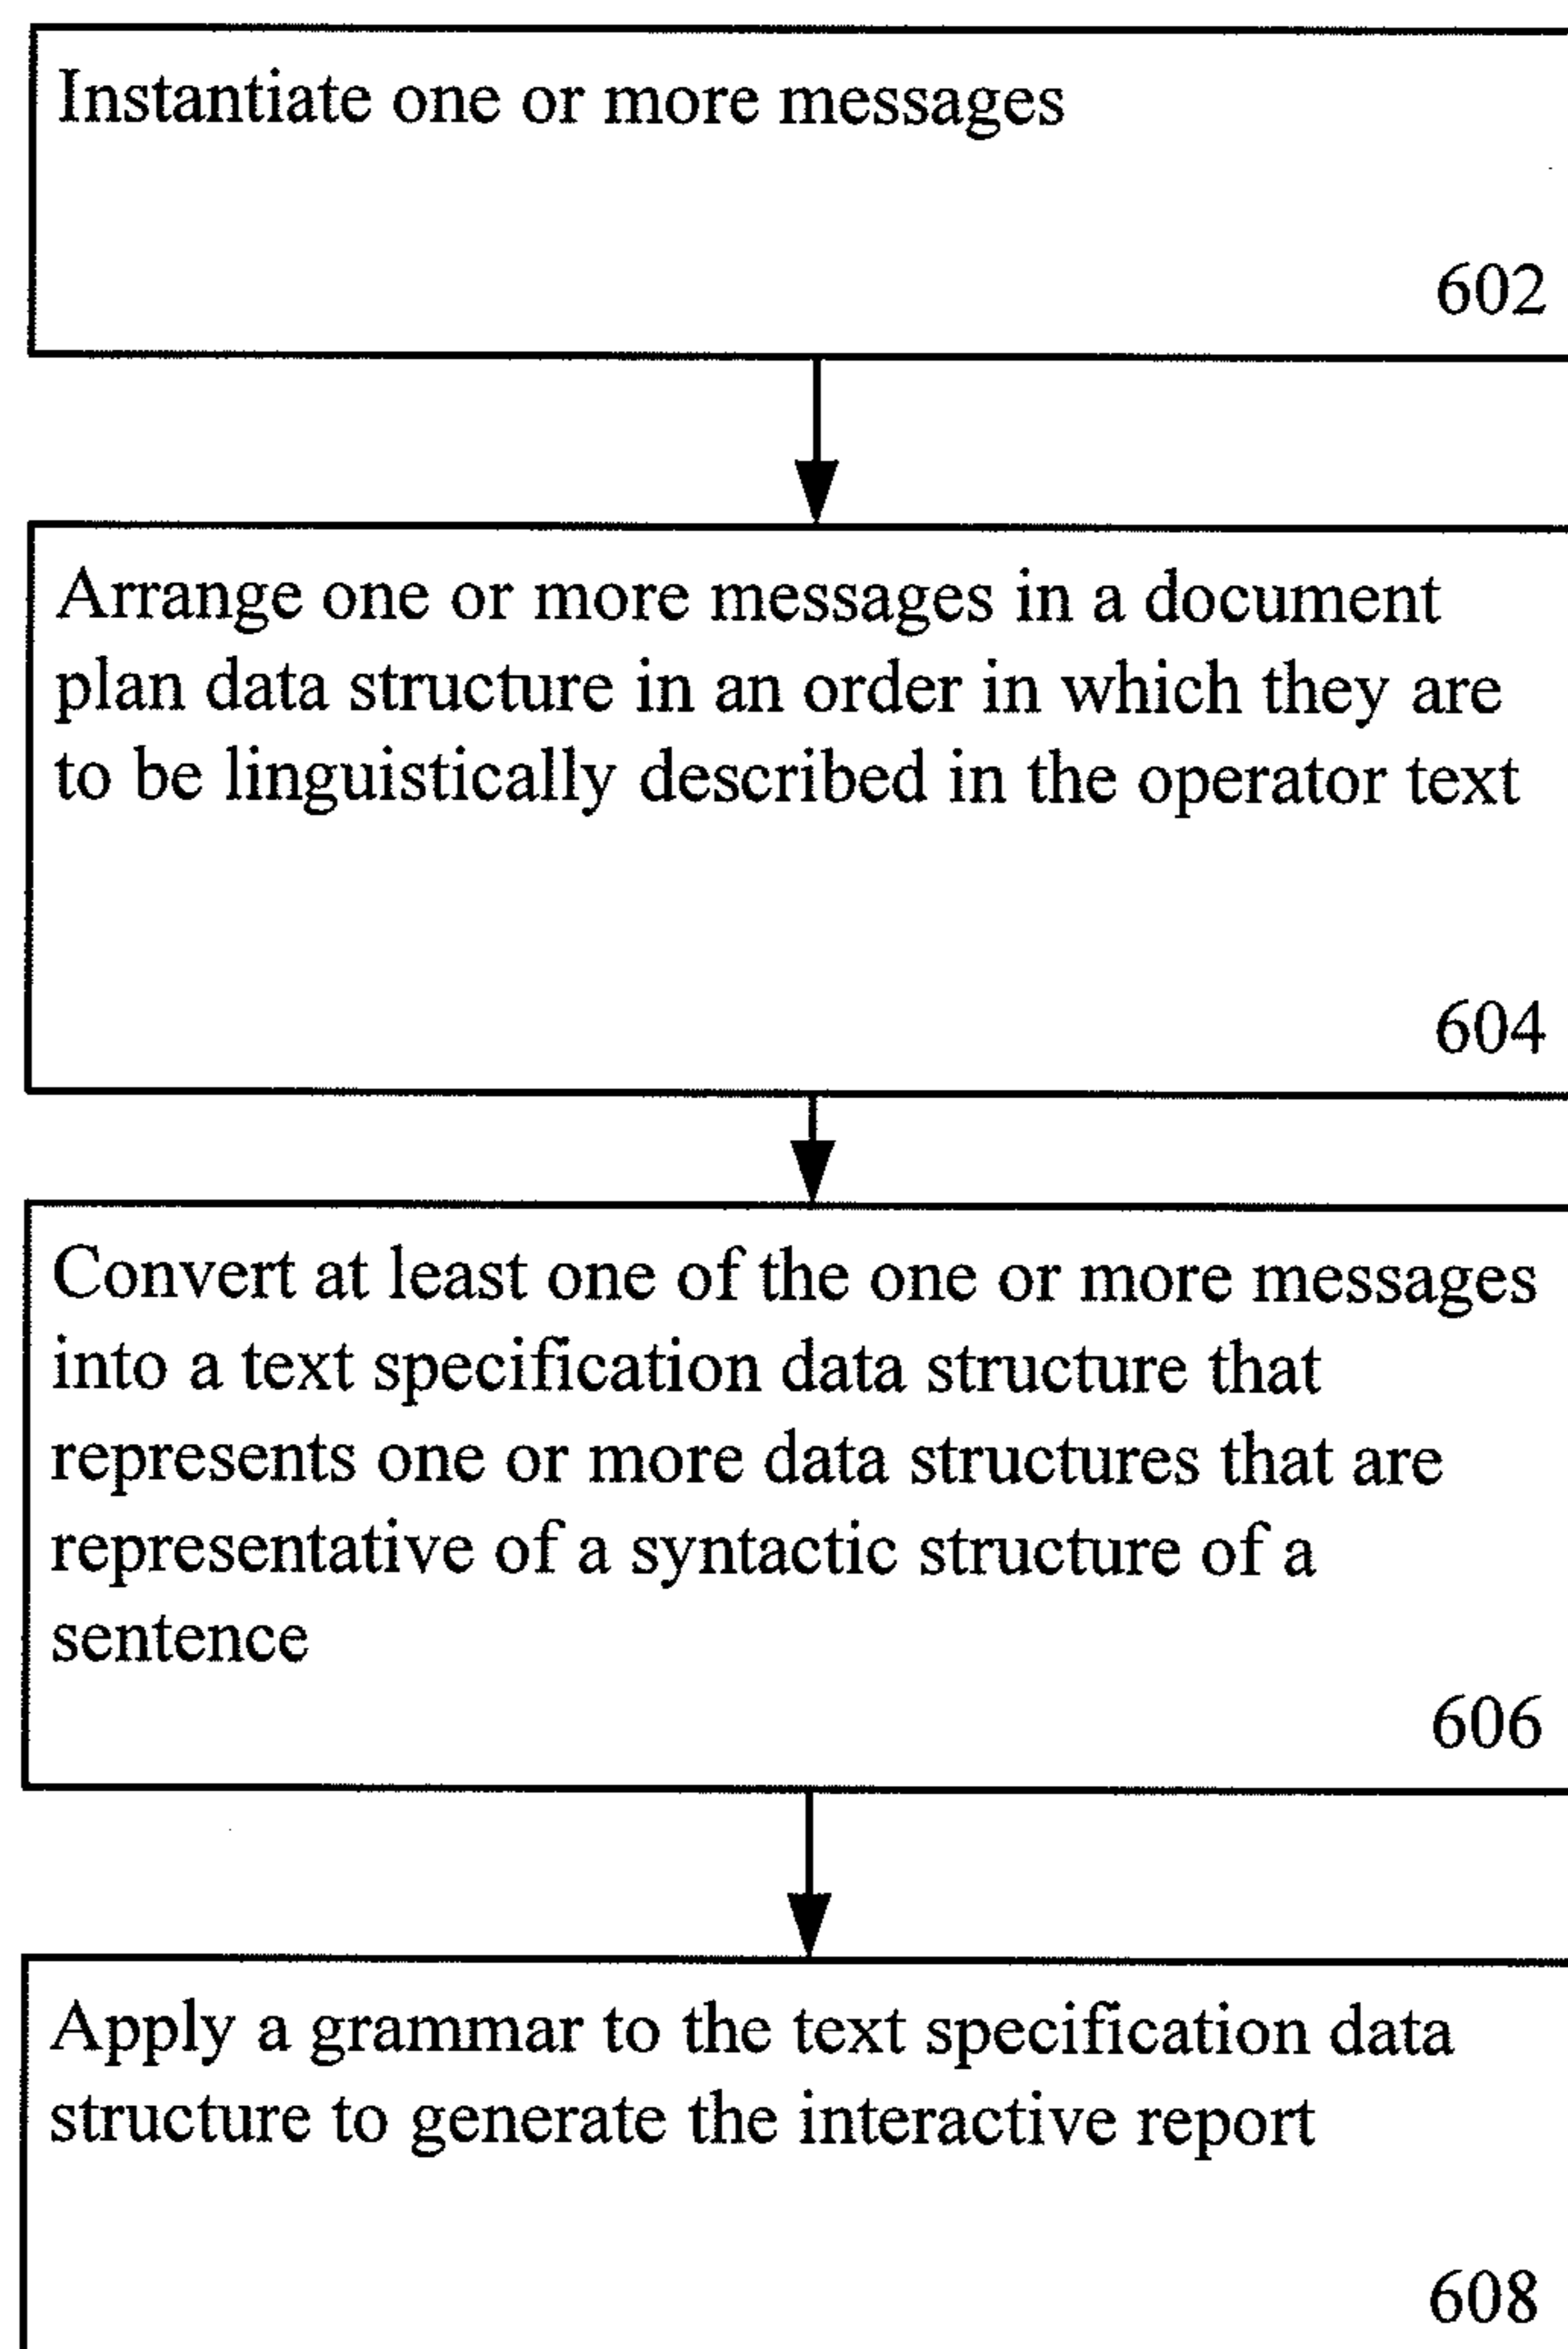 Instantiate one or more messages
602
Arrange one or more messages in a document
plan data structure in an order in which they are
to be linguistically described in the operator text
604
Convert at least one of the one or more messages
into a text specification data structure that
represents one or more data structures that are
representative of a syntactic structure of a
sentence
606
Apply a grammar to the text specification data
structure to generate the interactive report
608